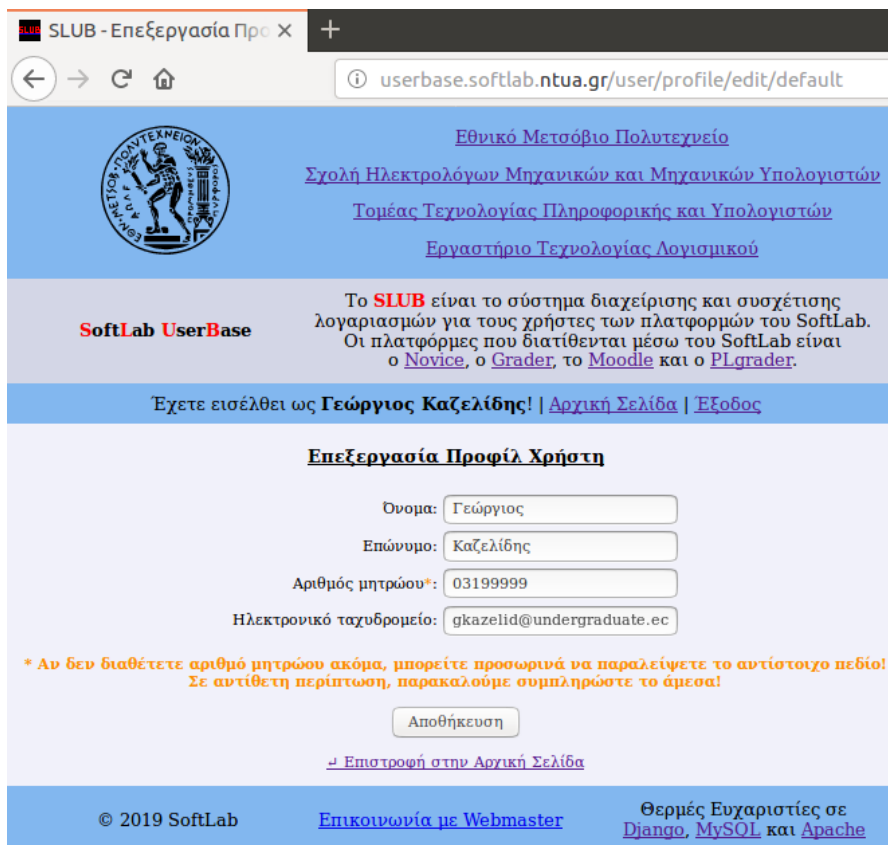 SLUB - Επεξεργασία Προ
userbase.softlab.ntua.gr/user/profile/edit/default
Εθνικό Μετσόβιο Πολυτεχνείο
Σχολή Ηλεκτρολόγων Μηχανικών και Μηχανικών Υπολογιστών
Τομέας Τεχνολογίας Πληροφορικής και Υπολογιστών
Εργαστήριο Τεχνολογίας Λογισμικού
SoftLab UserBase
Το SLUB είναι το σύστημα διαχείρισης και συσχέτισης
λογαριασμών για τους χρήστες των πλατφορμών του SoftLab.
Οι πλατφόρμες που διατίθενται μέσω του SoftLab είναι
ο Novice, ο Grader, το Moodle και ο PLgrader.
Έχετε εισέλθει ως Γεώργιος Καζελίδης! | Αρχική Σελίδα | Έξοδος
Επεξεργασία Προφίλ Χρήστη
Όνομα: Γεώργιος
Επώνυμο: Καζελίδης
Αριθμός μητρώου*: 03199999
Ηλεκτρονικό ταχυδρομείο: gkazelid@undergraduate.ec
* Αν δεν διαθέτετε αριθμό μητρώου ακόμα, μπορείτε προσωρινά να παραλείψετε το αντίστοιχο πεδίο!
Σε αντίθετη περίπτωση, παρακαλούμε συμπληρώστε το άμεσα!
Αποθήκευση
↵ Επιστροφή στην Αρχική Σελίδα
© 2019 SoftLab
Επικοινωνία με Webmaster
Θερμές Ευχαριστίες σε
Django, MySQL και Apache